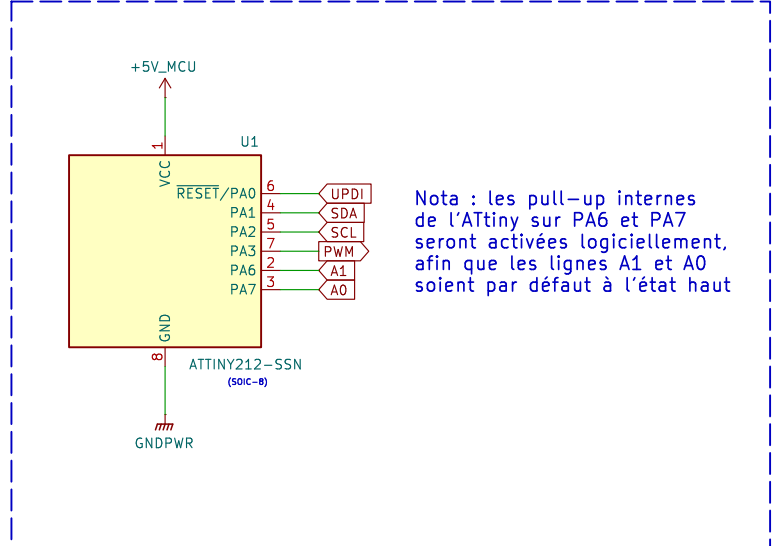 +5V_MCU
U1
1
VCC
RESET/PA0 6 UPDI
PA1 4 SDA
PA2 5 SCL
PA3 7 PWM
PA6 2 A1
PA7 3 A0
GND
8
ATTINY212-SSN
(SOIC-8)
GNDPWR
Nota : les pull-up internes
de l'ATtiny sur PA6 et PA7
seront activées logiciellement,
afin que les lignes A1 et A0
soient par défaut à l'état haut